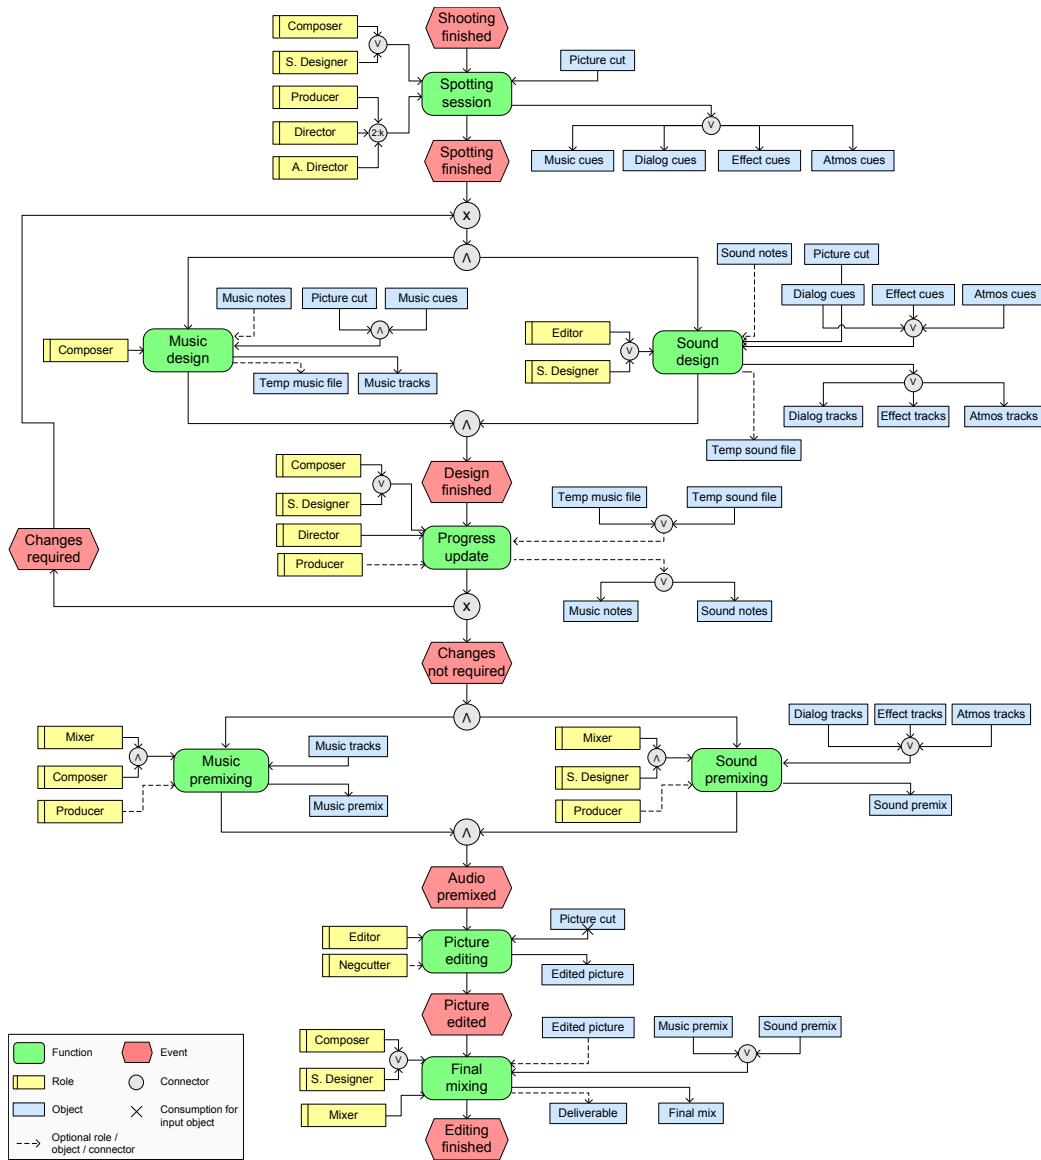 Composer
Shooting
finished
V
S. Designer
Picture cut
Spotting
session
Producer
Director
2:k
V
A. Director
Spotting
finished
Music cues
Dialog cues
Effect cues
Atmos cues
X
Λ
Sound notes
Picture cut
Music notes
Picture cut
Music cues
Dialog cues
Effect cues
Atmos cues
Λ
V
Composer
Music
design
Editor
S. Designer
V
Sound
design
Temp music file
Music tracks
V
Dialog tracks
Effect tracks
Atmos tracks
Λ
Temp sound file
Composer
V
S. Designer
Design
finished
Temp music file
Temp sound file
V
Director
Producer
Progress
update
Changes
required
V
Music notes
Sound notes
X
Changes
not required
Λ
Dialog tracks
Effect tracks
Atmos tracks
V
Mixer
Λ
Composer
Producer
Music
premixing
Music tracks
Music premix
Mixer
Λ
S. Designer
Producer
Sound
premixing
Sound premix
Λ
Audio
premixed
Picture cut
Editor
Negcutter
Picture
editing
Edited picture
Picture
edited
Edited picture
Music premix
Sound premix
V
Composer
V
S. Designer
Mixer
Final
mixing
Deliverable
Final mix
Editing
finished
Function
Event
Role
Connector
Object
Consumption for
input object
Optional role /
object / connector